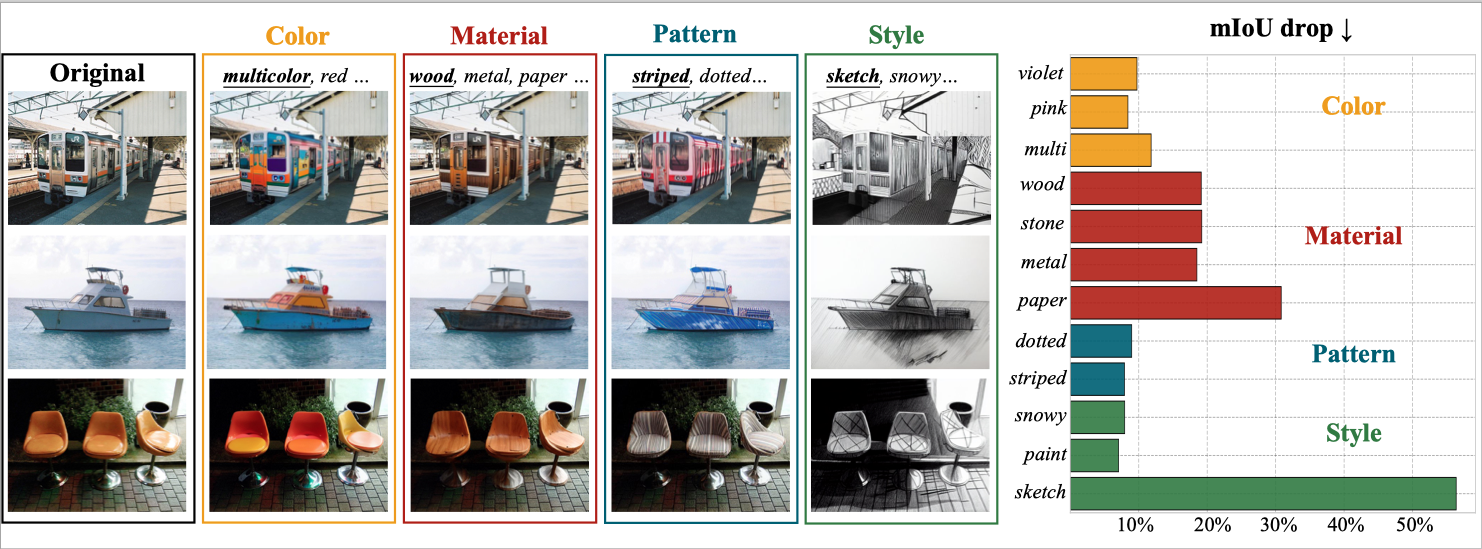 Original
Color
multicolor, red ...
Material
wood, metal, paper ...
Pattern
striped, dotted...
Style
sketch, snowy...
mIoU drop ↓
violet
pink
multi
wood
stone
metal
paper
dotted
striped
snowy
paint
sketch
Color
Material
Pattern
Style
10%
20%
30%
40%
50%